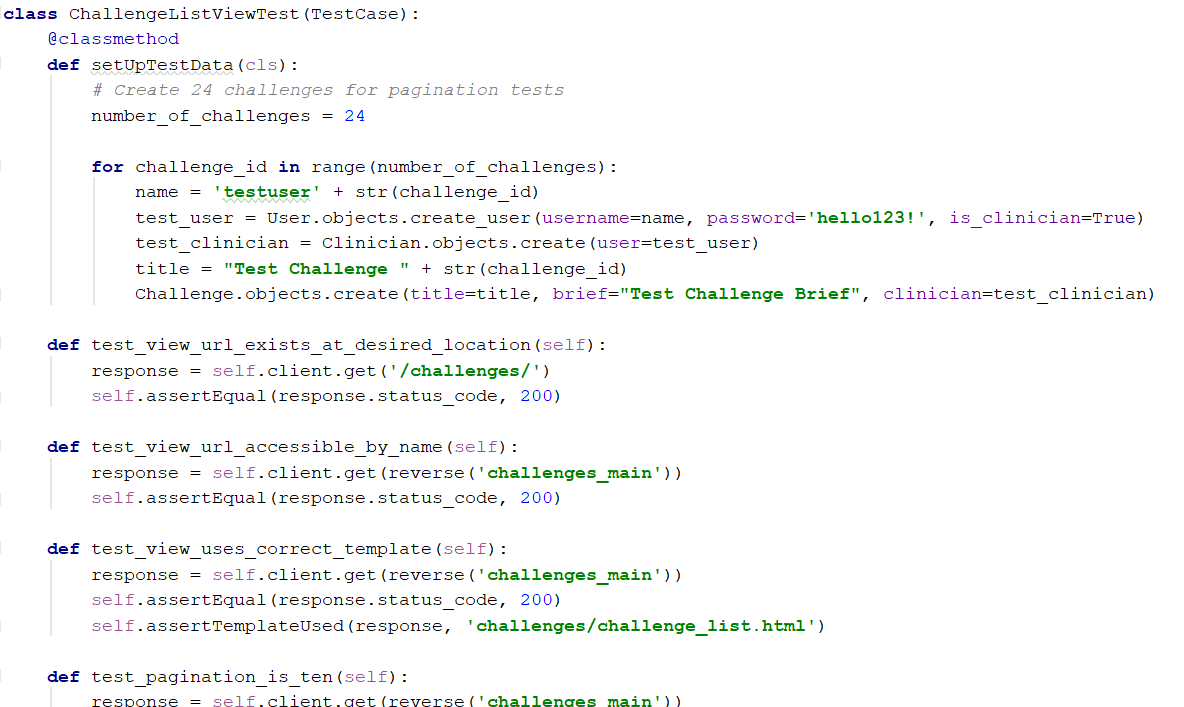 class ChallengeListViewTest(TestCase):
    @classmethod
    def setUpTestData(cls):
        # Create 24 challenges for pagination tests
        number_of_challenges = 24

        for challenge_id in range(number_of_challenges):
            name = 'testuser' + str(challenge_id)
            test_user = User.objects.create_user(username=name, password='hello123!', is_clinician=True)
            test_clinician = Clinician.objects.create(user=test_user)
            title = "Test Challenge " + str(challenge_id)
            Challenge.objects.create(title=title, brief="Test Challenge Brief", clinician=test_clinician)

    def test_view_url_exists_at_desired_location(self):
        response = self.client.get('/challenges/')
        self.assertEqual(response.status_code, 200)

    def test_view_url_accessible_by_name(self):
        response = self.client.get(reverse('challenges_main'))
        self.assertEqual(response.status_code, 200)

    def test_view_uses_correct_template(self):
        response = self.client.get(reverse('challenges_main'))
        self.assertEqual(response.status_code, 200)
        self.assertTemplateUsed(response, 'challenges/challenge_list.html')

    def test_pagination_is_ten(self):
        response = self.client.get(reverse('challenges_main'))